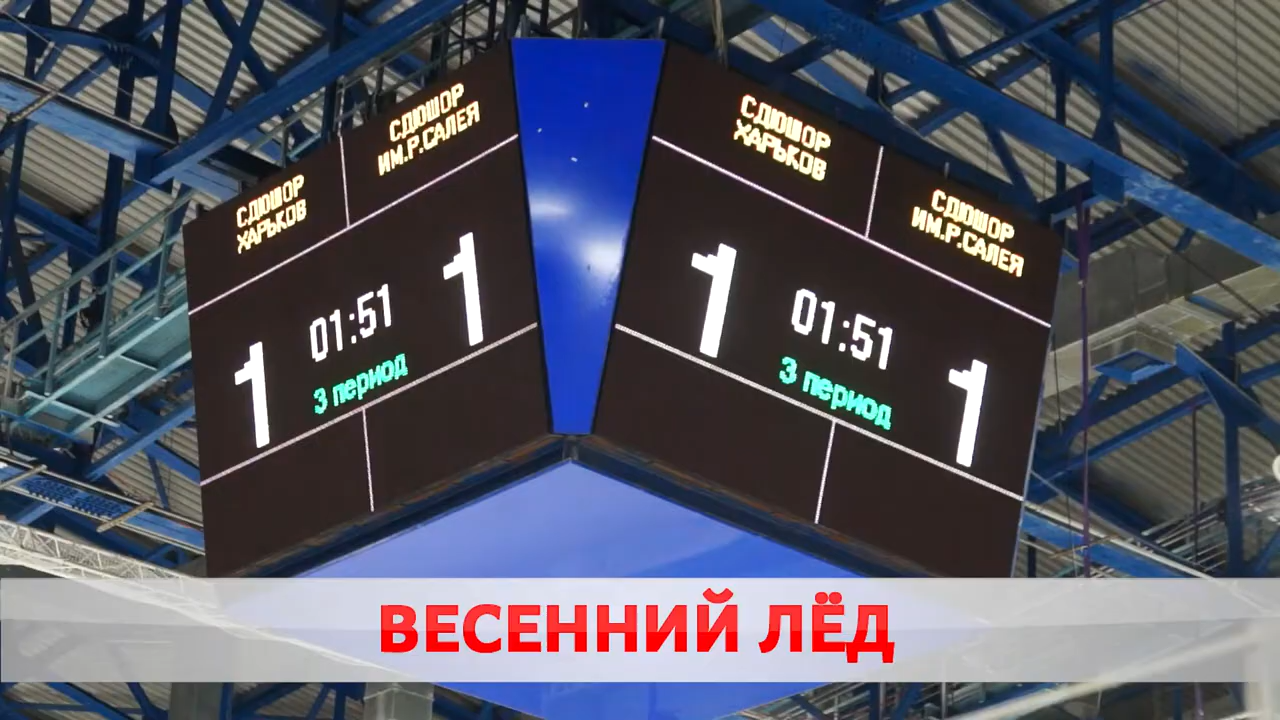 СДЮШОР
ХАРЬКОВ
СДЮШОР
ИМ.Р.САЛЕЯ
1
01:51
1
3 период
СДЮШОР
ХАРЬКОВ
СДЮШОР
ИМ.Р.САЛЕЯ
1
01:51
1
3 период
ВЕСЕННИЙ ЛЁД